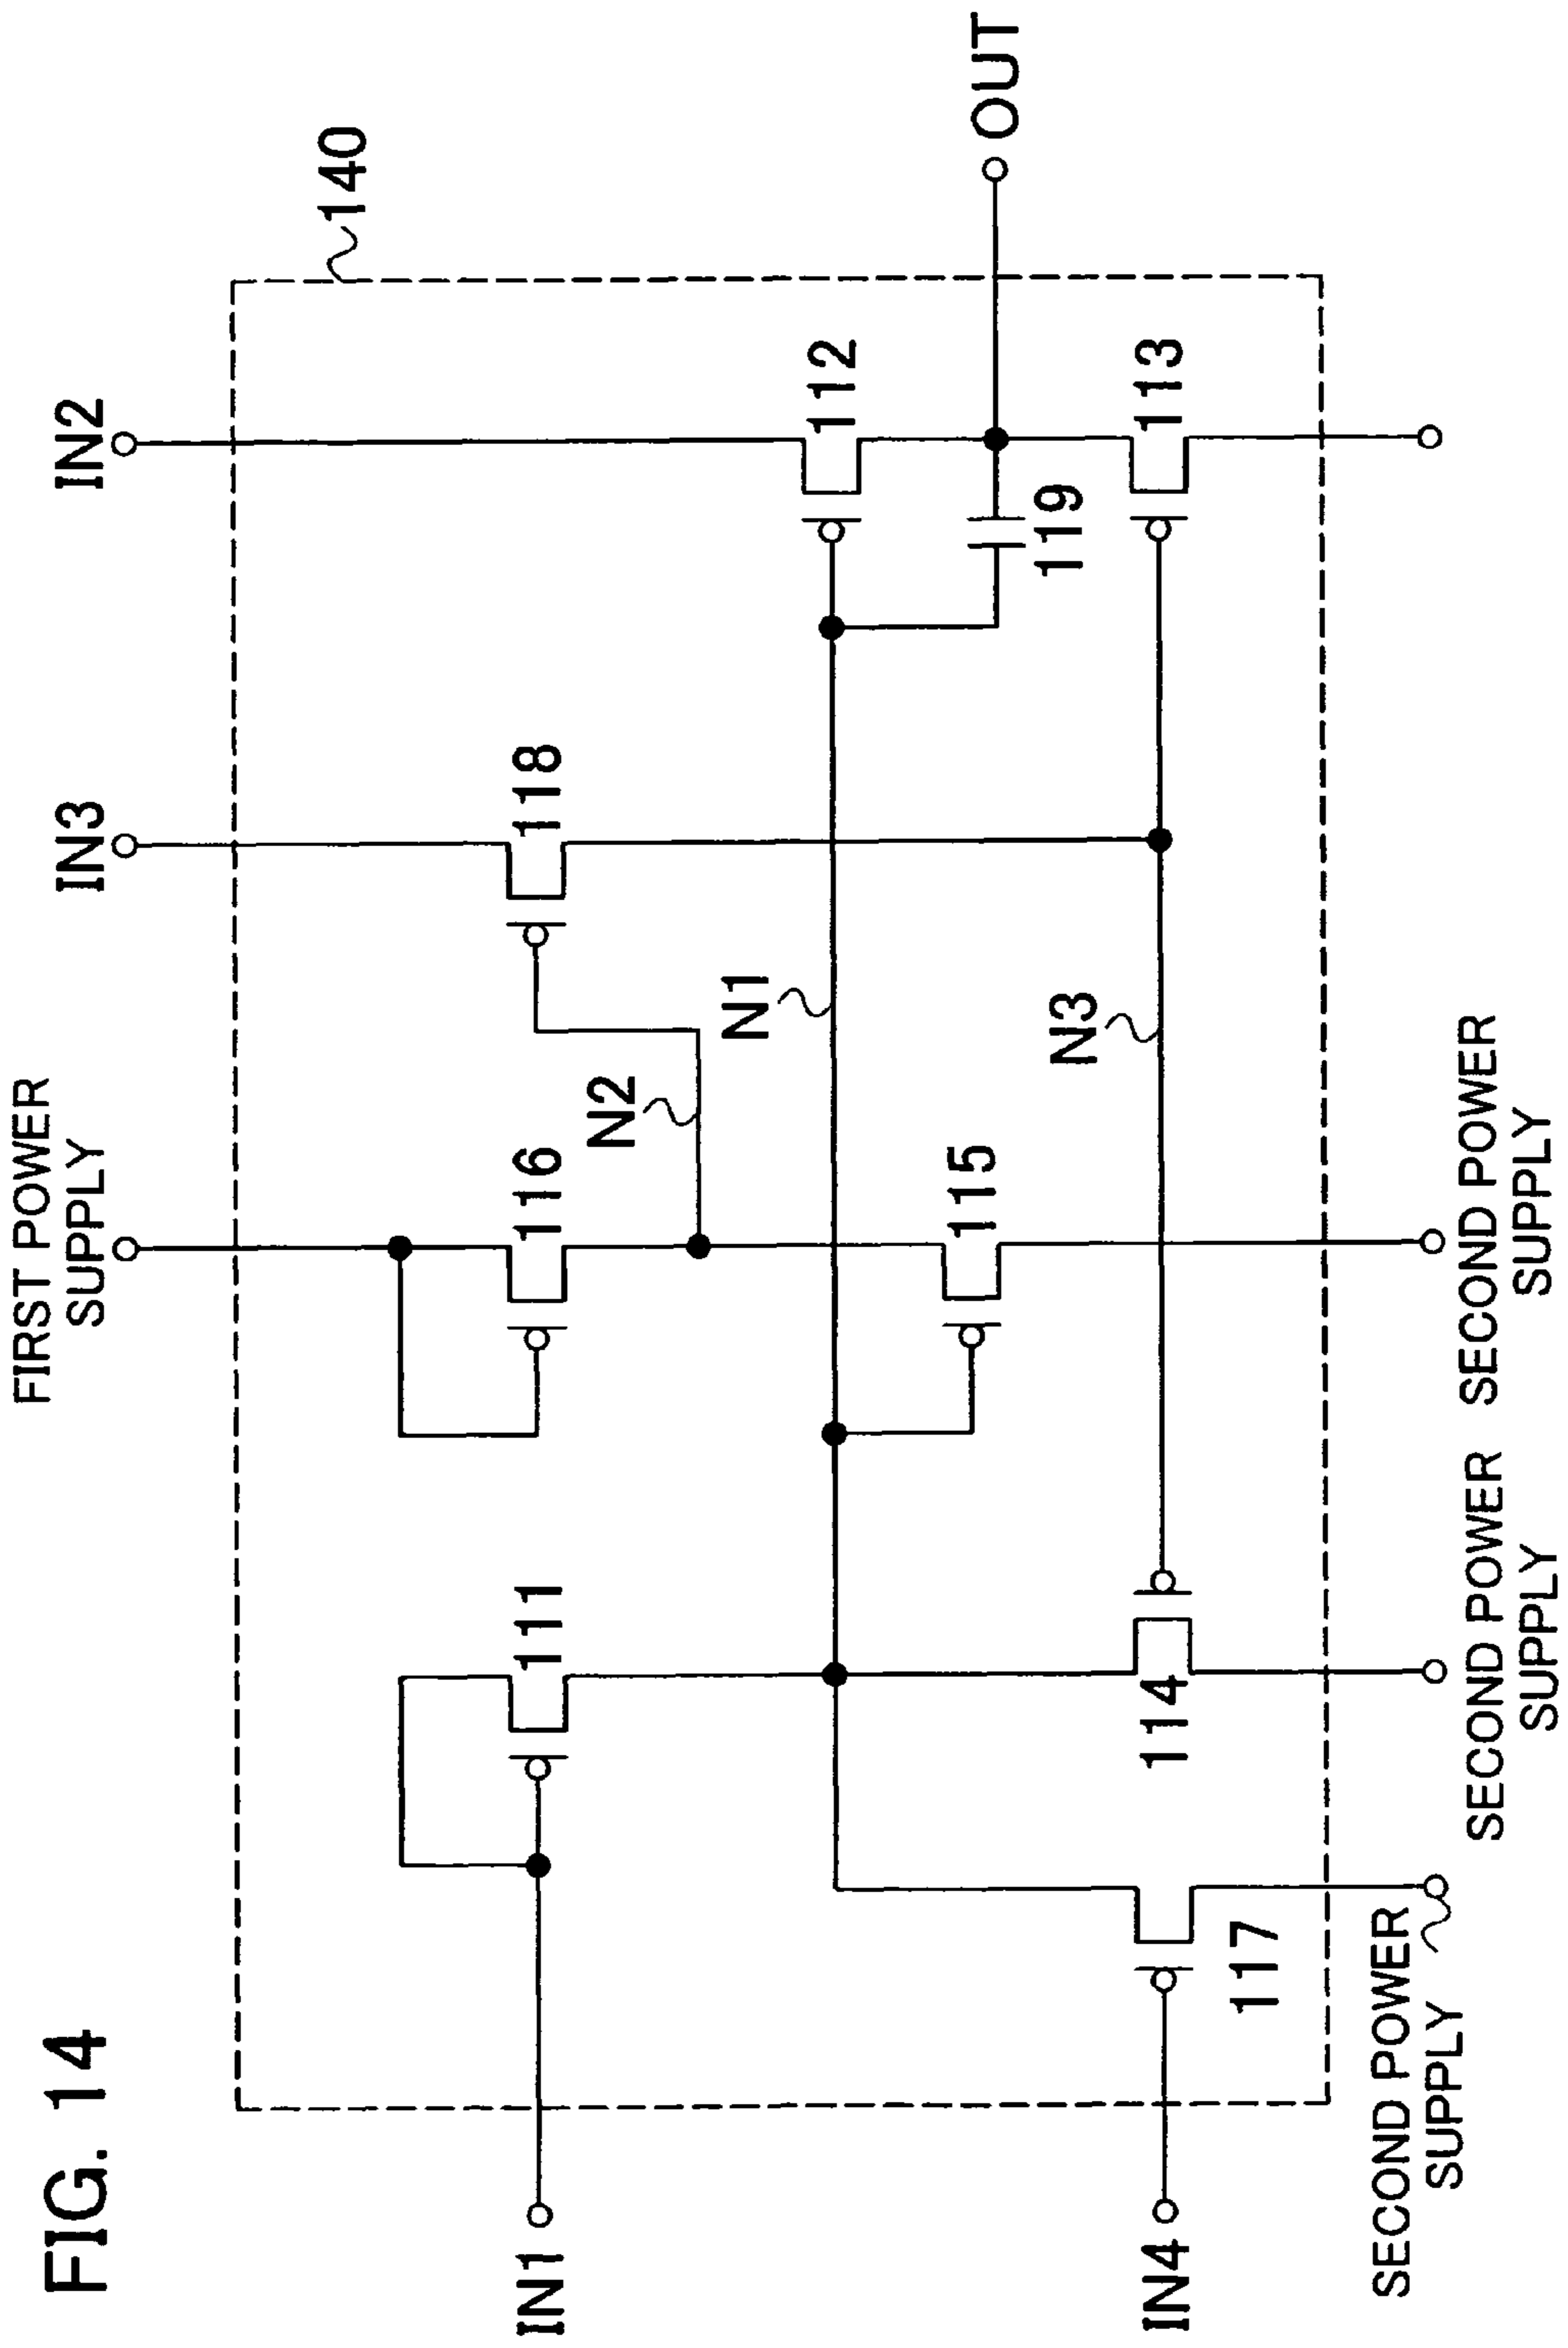 FIG. 14
FIRST POWER
SUPPLY
IN3
IN2
140
IN1
111
116
118
N2
N1
112
OUT
119
115
N3
114
113
IN4
117
SECOND POWER
SUPPLY
SECOND POWER
SUPPLY
SECOND POWER
SUPPLY